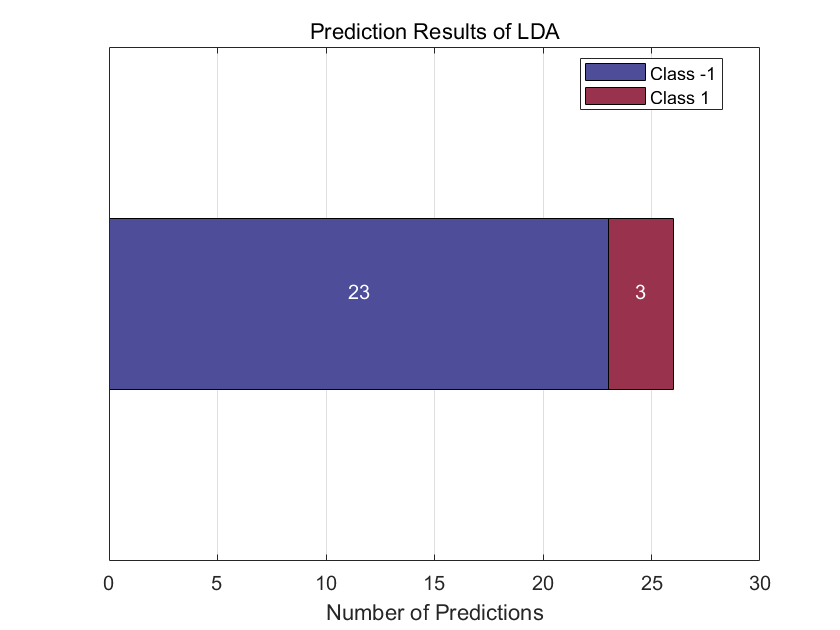 Prediction Results of LDA
Class -1
Class 1
23
3
0 5 10 15 20 25 30
Number of Predictions